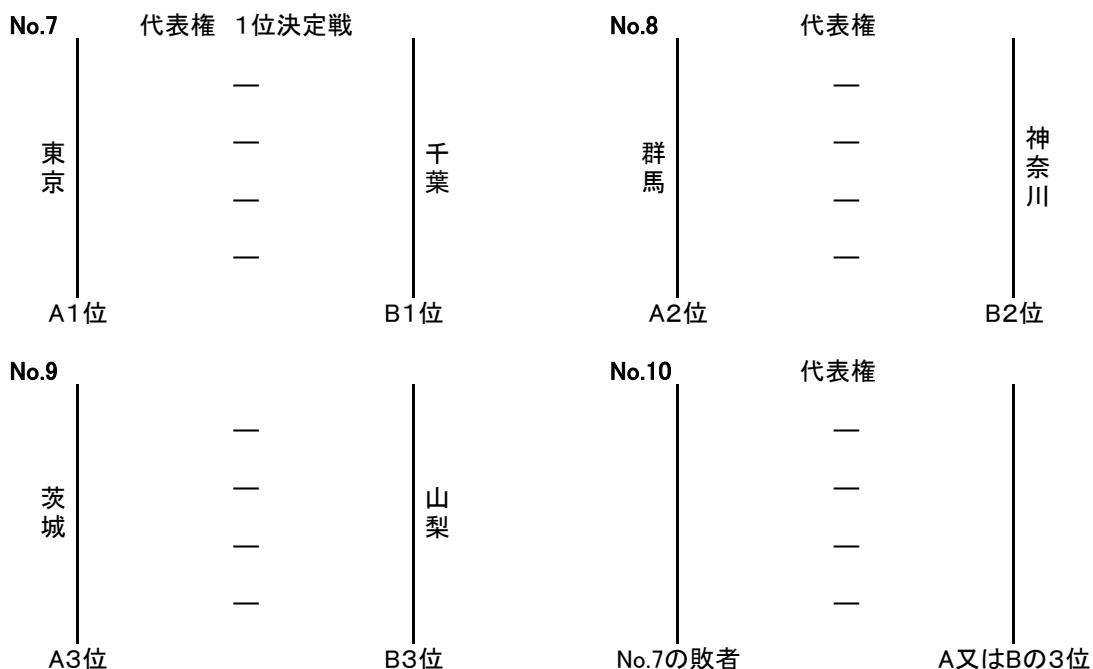 No.7 代表権 1位決定戦
東京 — 千葉
—
—
—
A1位 B1位
No.8 代表権
群馬 — 神奈川
—
—
—
A2位 B2位
No.9
茨城 — 山梨
—
—
—
A3位 B3位
No.10 代表権
—
—
—
—
No.7の敗者 A又はBの3位